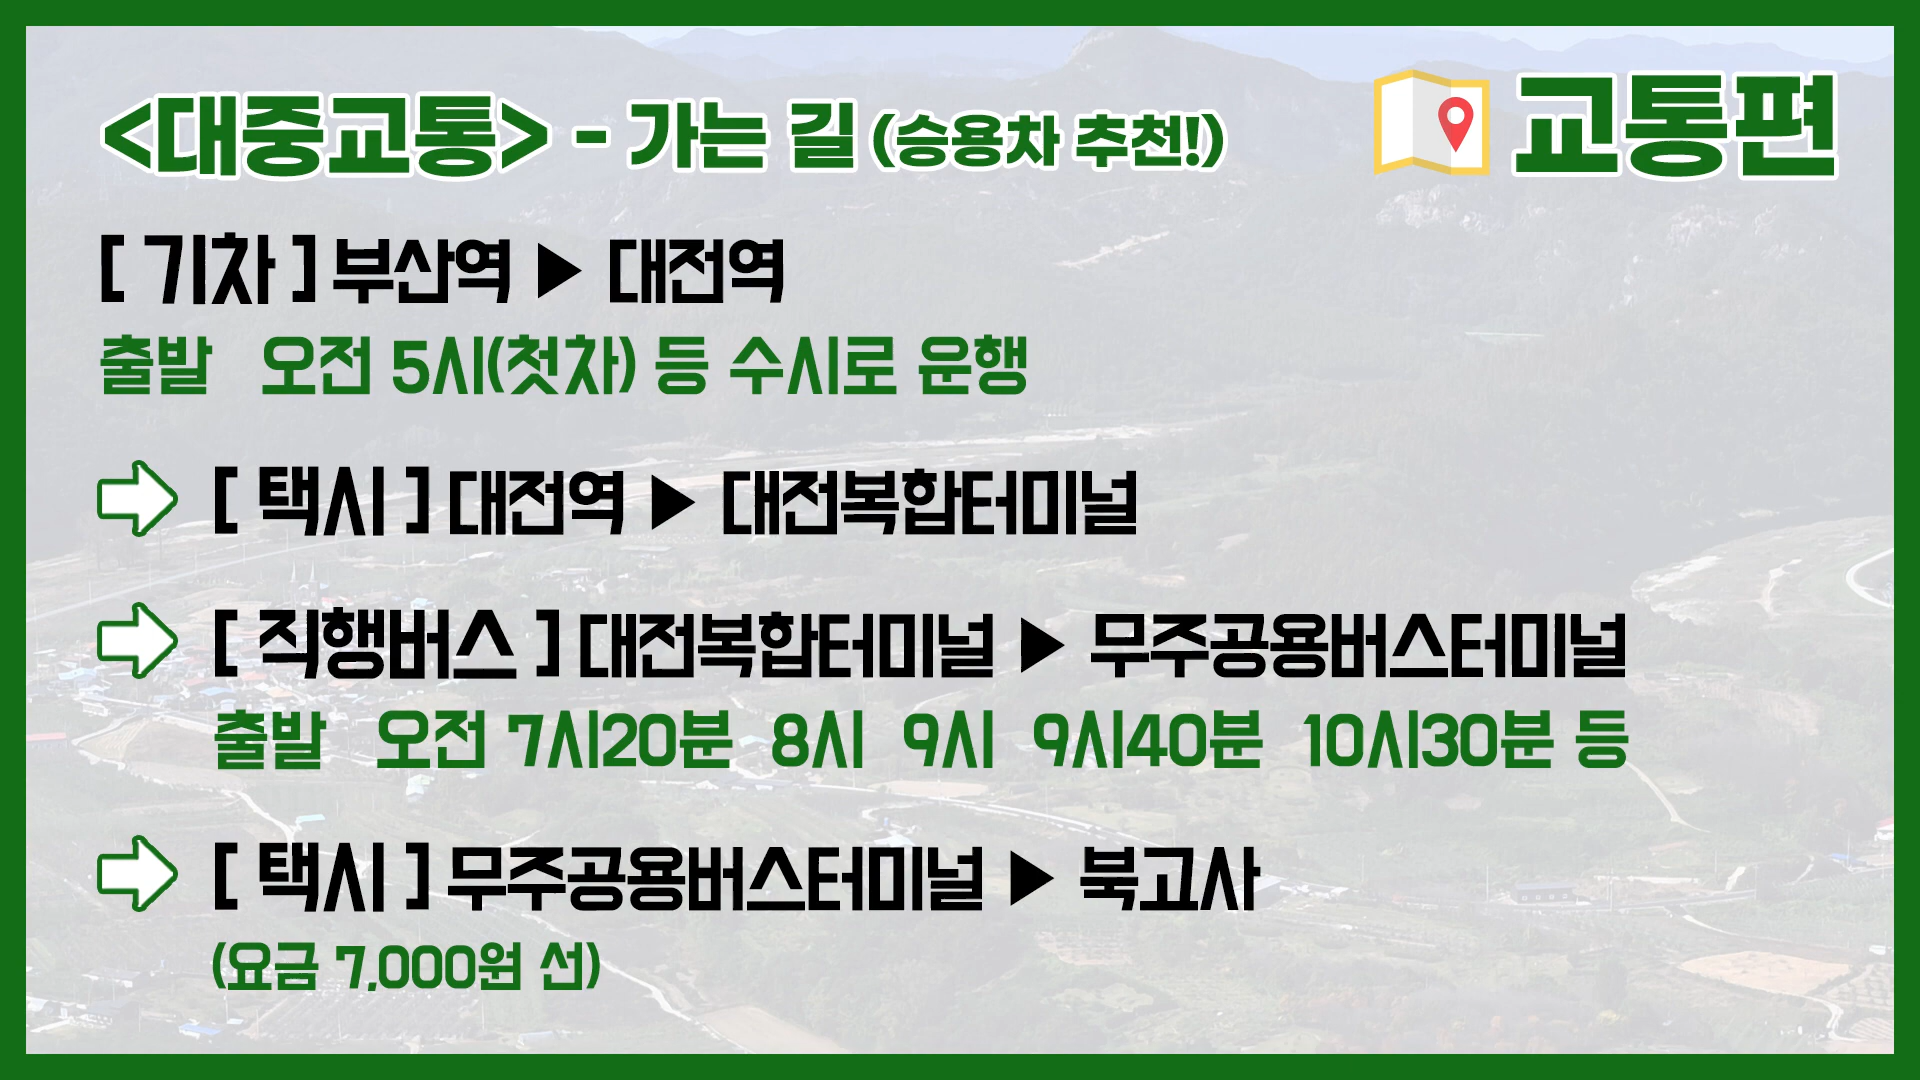 <대중교통> - 가는 길 (승용차 추천!)
교통편
[ 기차 ] 부산역 ▶ 대전역
출발 오전 5시(첫차) 등 수시로 운행
[ 택시 ] 대전역 ▶ 대전복합터미널
[ 직행버스 ] 대전복합터미널 ▶ 무주공용버스터미널
출발 오전 7시20분 8시 9시 9시40분 10시30분 등
[ 택시 ] 무주공용버스터미널 ▶ 북고사
(요금 7,000원 선)